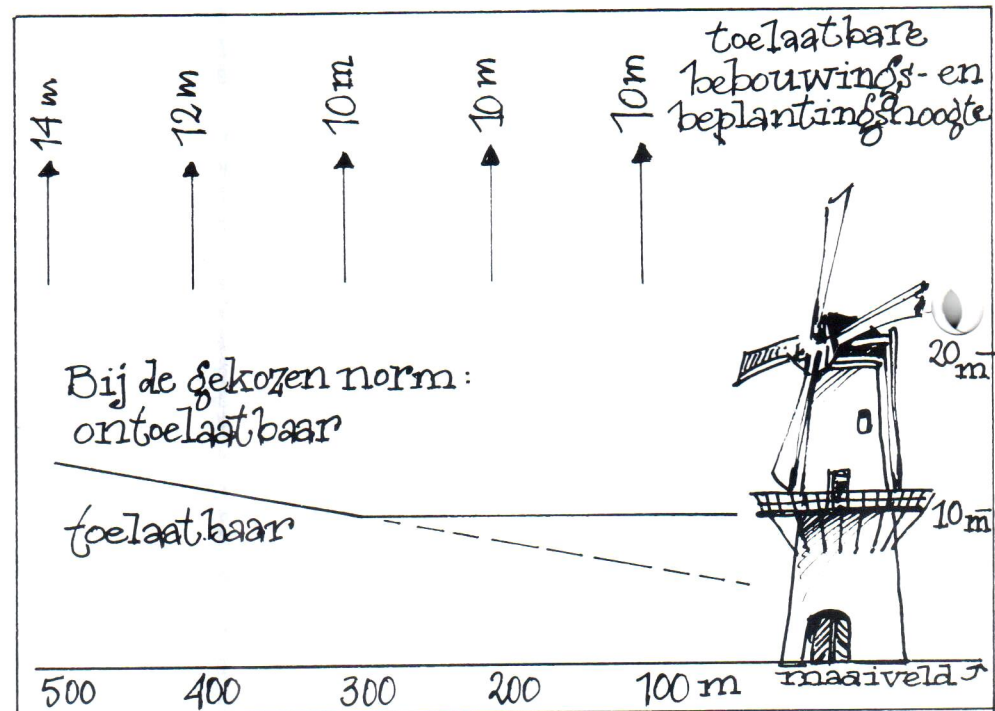 toelaatbare
bebouwings- en
beplantingshoogte
14 m
12 m
10 m
10 m
10 m
20 m
Bij de gekozen norm:
ontoelaatbaar
toelaatbaar
10 m
500 400 300 200 100 m maaiveld